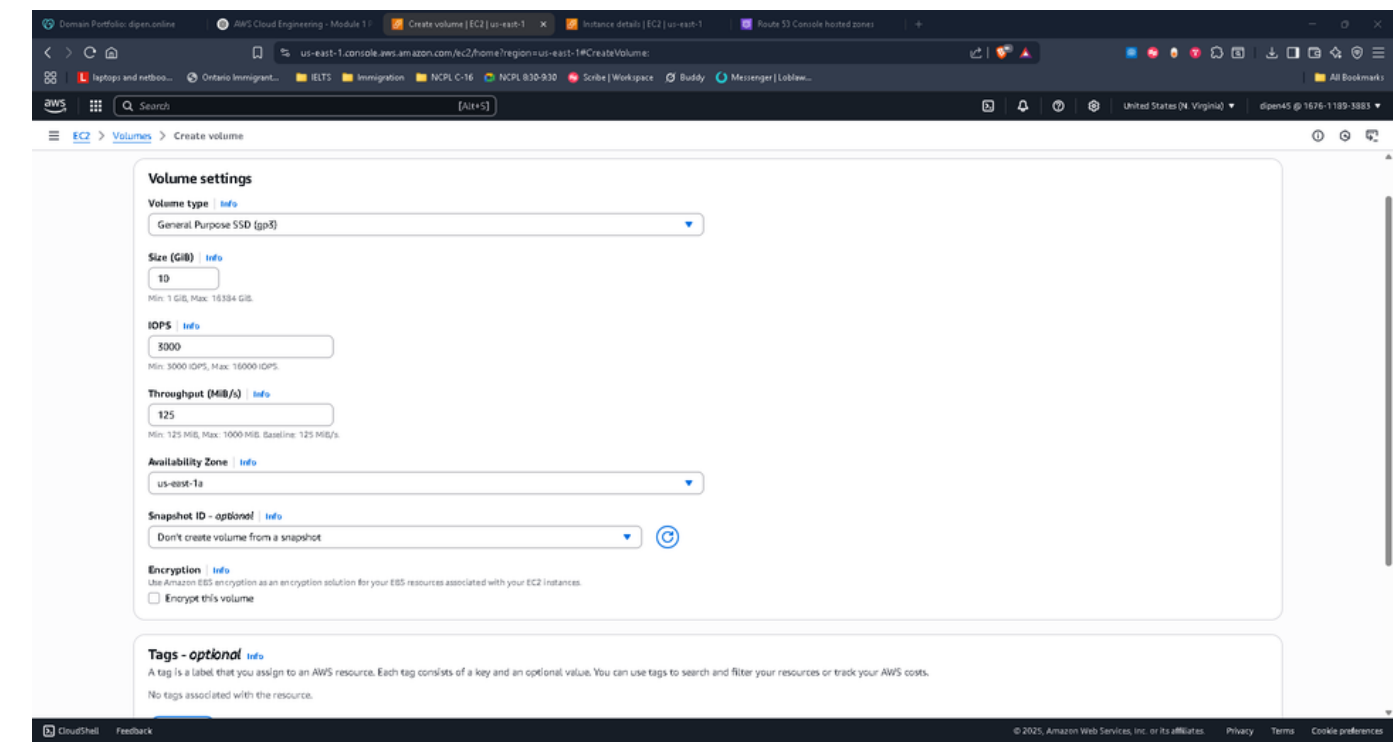 Domain Portfolio: dipen.online
AWS Cloud Engineering - Module 1
Create volume | EC2 | us-east-1
Instance details | EC2 | us-east-1
Route 53 Console hosted zones
us-east-1.console.aws.amazon.com/ec2/home?region=us-east-1#CreateVolume:
laptops and netboo...
Ontario Immigrant...
IELTS
Immigration
NCPL C-16
NCPL 830-930
Scribe | Workspace
Buddy
Messenger | Loblaw...
All Bookmarks
aws
Search
[Alt+S]
United States (N. Virginia)
dipen45 @ 1676-1189-3883
EC2 > Volumes > Create volume
Volume settings
Volume type | Info
General Purpose SSD (gp3)
Size (GiB) | Info
10
Min: 1 GiB, Max: 16384 GiB.
IOPS | Info
3000
Min: 3000 IOPS, Max: 16000 IOPS.
Throughput (MiB/s) | Info
125
Min: 125 MiB, Max: 1000 MiB. Baseline: 125 MiB/s.
Availability Zone | Info
us-east-1a
Snapshot ID - optional | Info
Don't create volume from a snapshot
Encryption | Info
Use Amazon EBS encryption as an encryption solution for your EBS resources associated with your EC2 instances.
Encrypt this volume
Tags - optional Info
A tag is a label that you assign to an AWS resource. Each tag consists of a key and an optional value. You can use tags to search and filter your resources or track your AWS costs.
No tags associated with the resource.
CloudShell
Feedback
© 2025, Amazon Web Services, Inc. or its affiliates.
Privacy
Terms
Cookie preferences